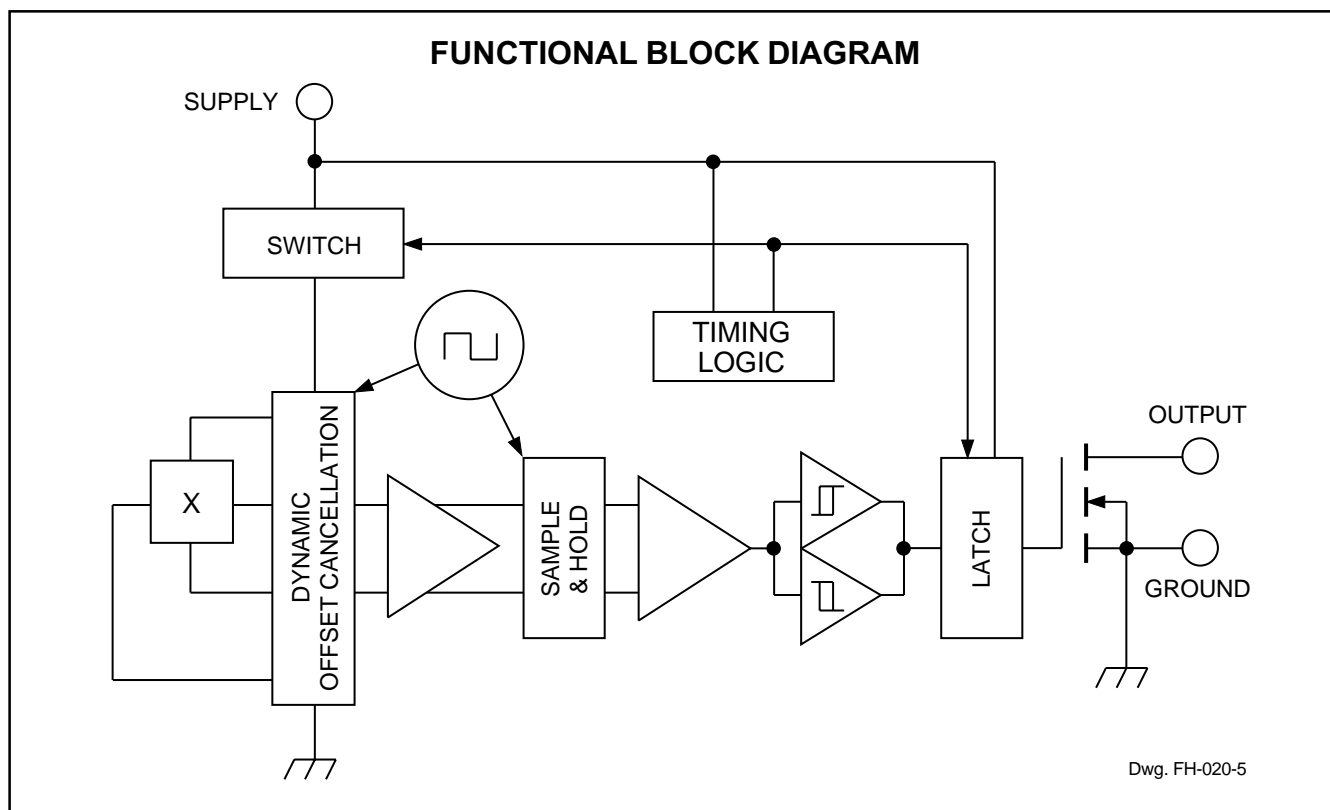 FUNCTIONAL BLOCK DIAGRAM
SUPPLY
SWITCH
TIMING
LOGIC
X
DYNAMIC
OFFSET CANCELLATION
SAMPLE
& HOLD
LATCH
OUTPUT
GROUND
Dwg. FH-020-5